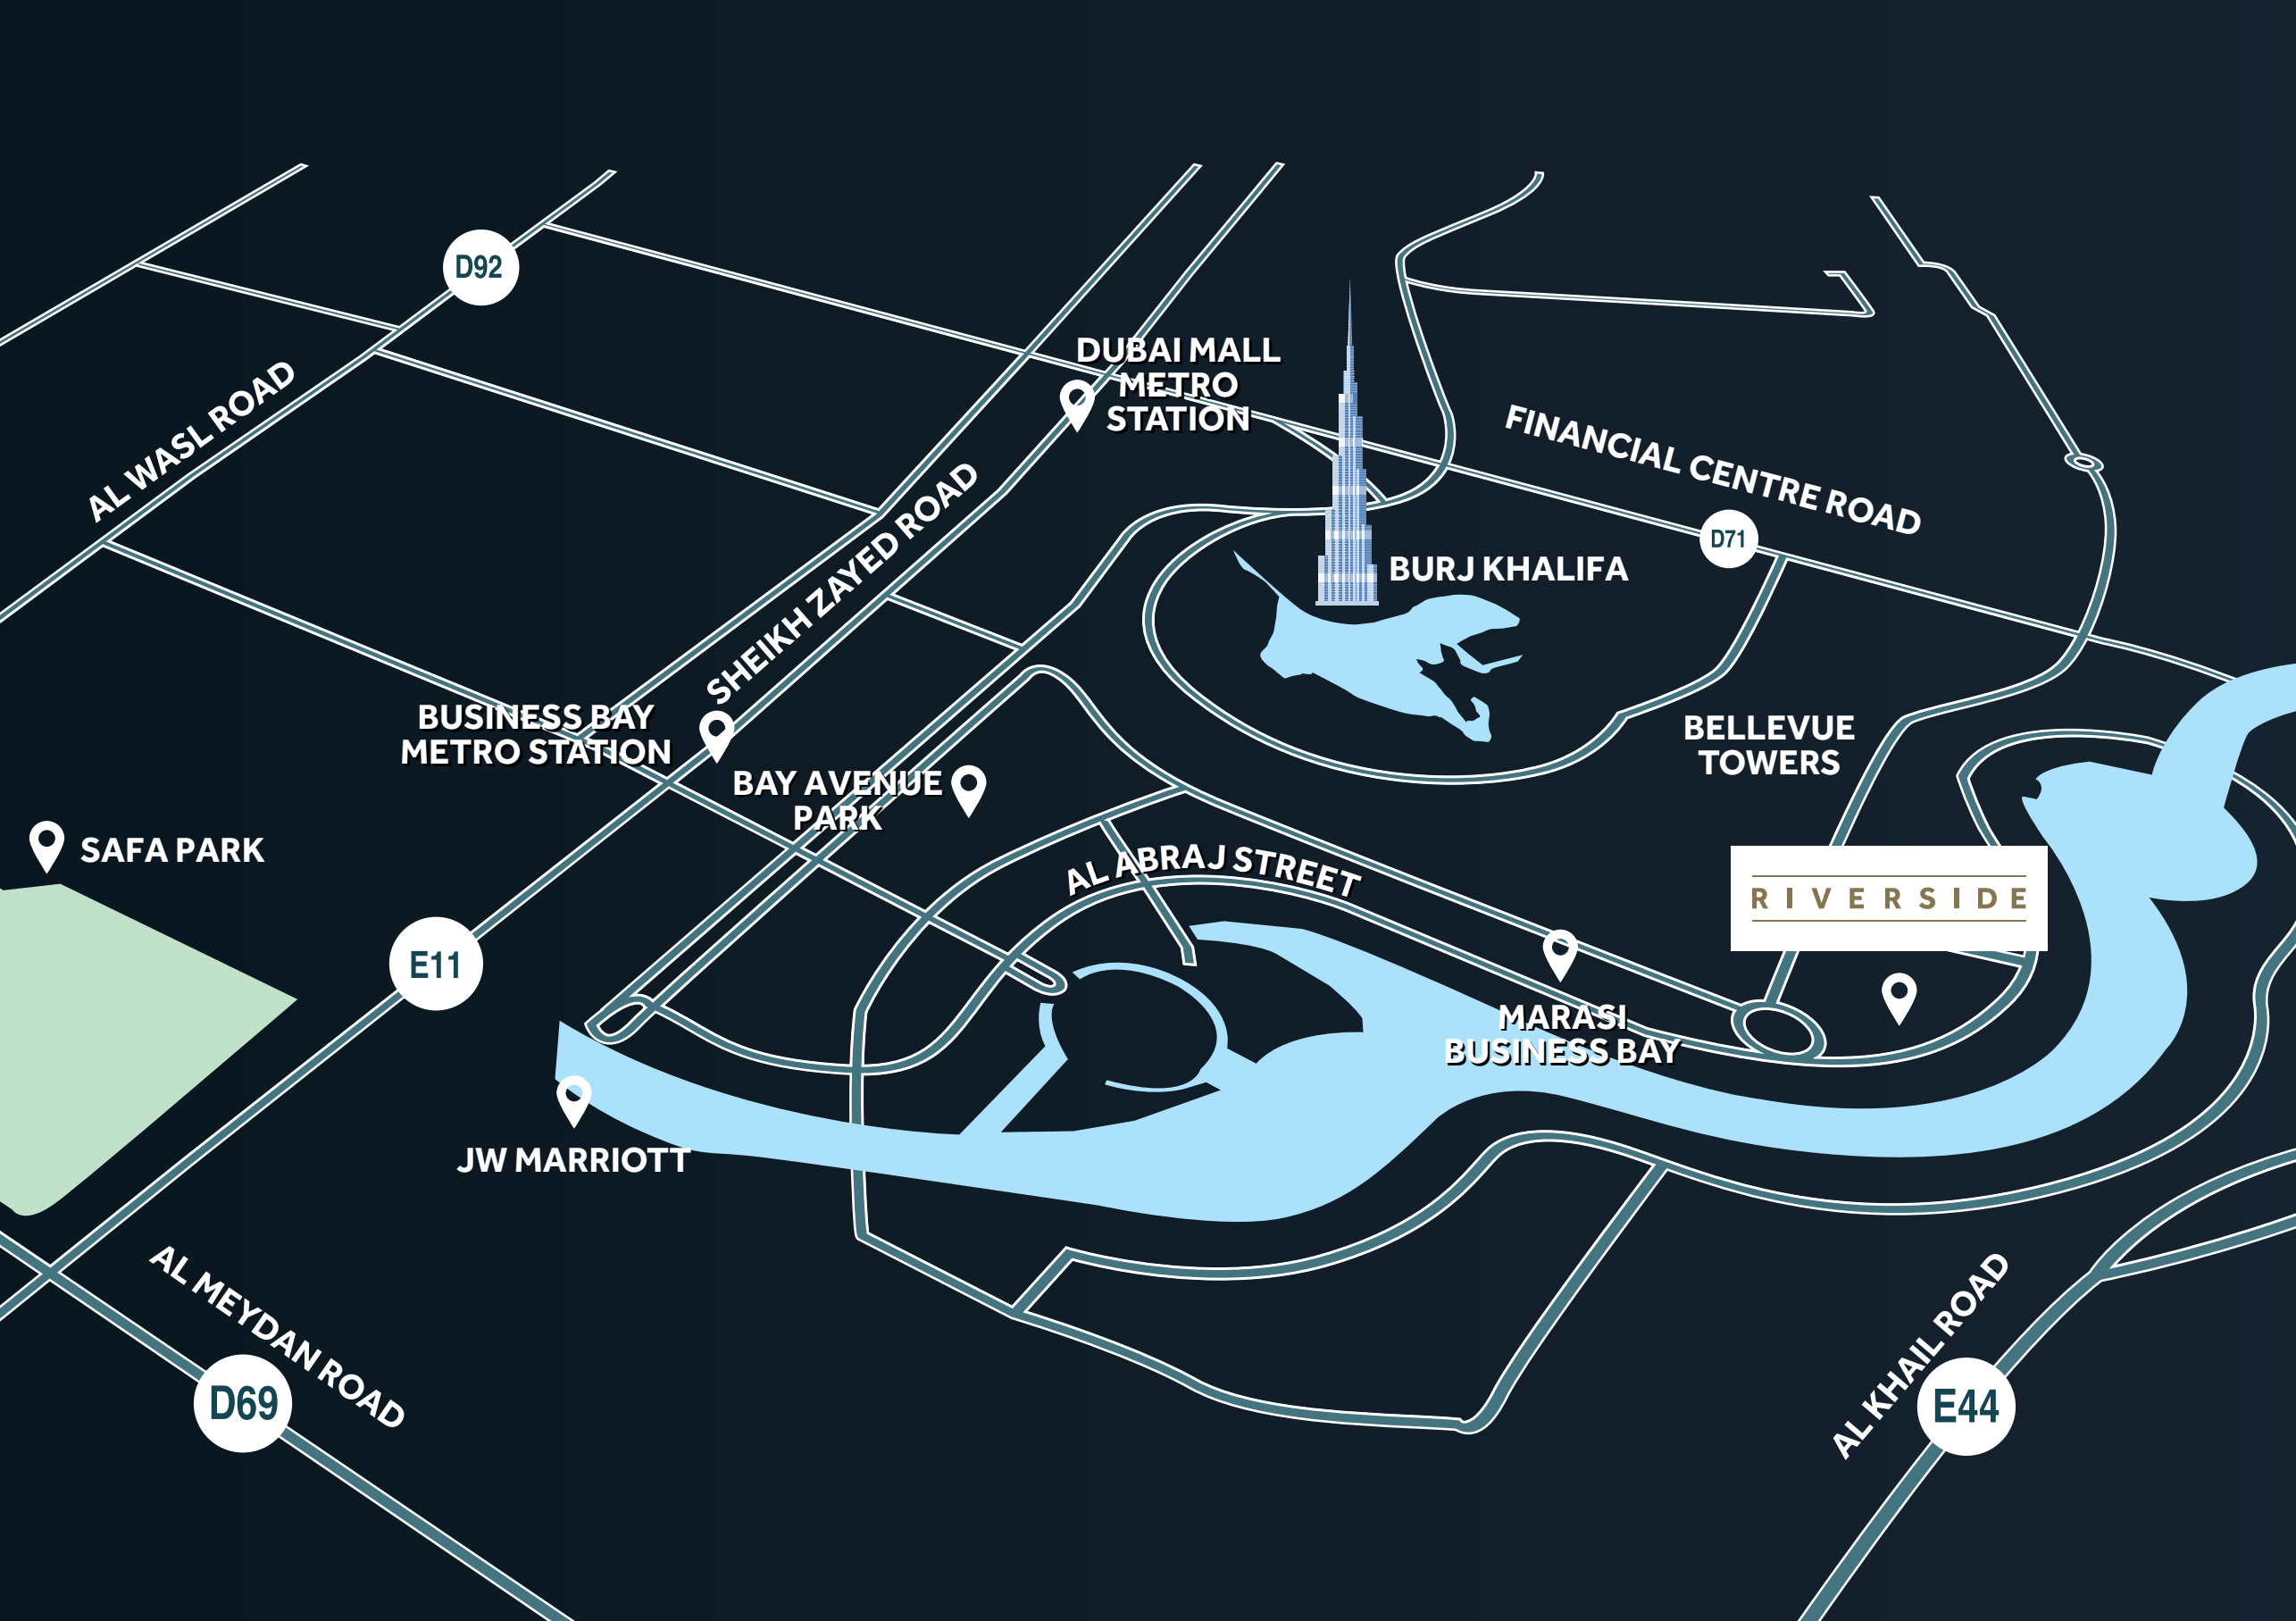 D92
DUBAI MALL
METRO
STATION
AL WASL ROAD
FINANCIAL CENTRE ROAD
D71
SHEIKH ZAYED ROAD
BURJ KHALIFA
BUSINESS BAY
METRO STATION
BELLEVUE
TOWERS
BAY AVENUE
PARK
SAFA PARK
AL ABRAJ STREET
RIVERSIDE
E11
MARASI
BUSINESS BAY
JW MARRIOTT
AL MEYDAN ROAD
D69
AL KHAIL ROAD
E44